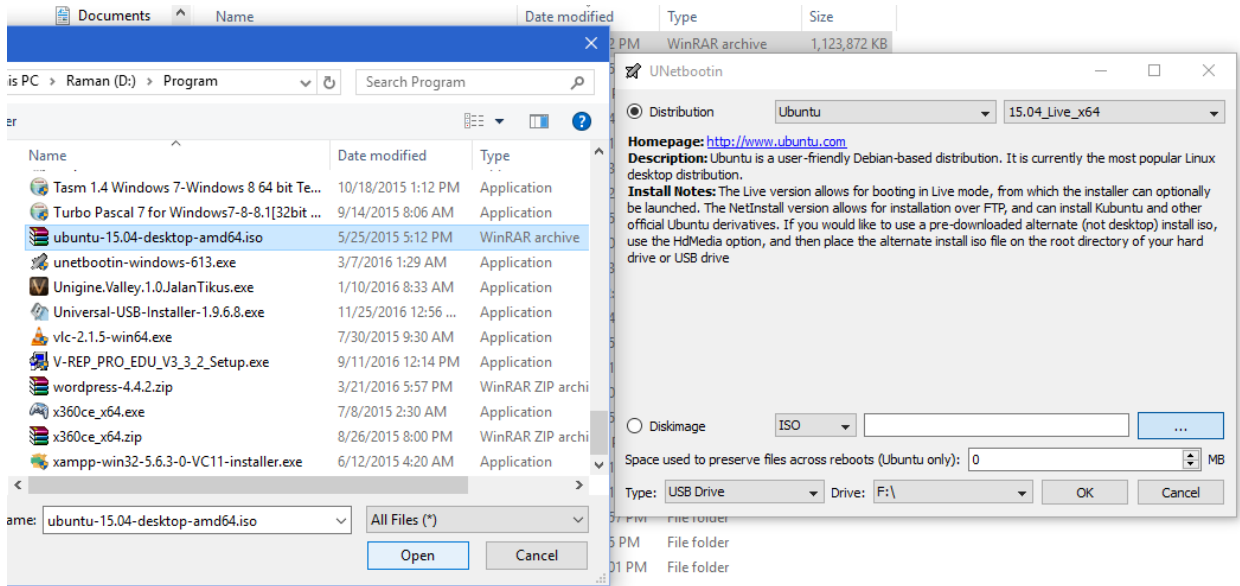 Documents Name Date modified Type Size
PM WinRAR archive 1,123,872 KB
is PC > Raman (D:) > Program Search Program
er
Name Date modified Type
Tasm 1.4 Windows 7-Windows 8 64 bit Te... 10/18/2015 1:12 PM Application
Turbo Pascal 7 for Windows7-8-8.1[32bit ... 9/14/2015 8:06 AM Application
ubuntu-15.04-desktop-amd64.iso 5/25/2015 5:12 PM WinRAR archive
unetbootin-windows-613.exe 3/7/2016 1:29 AM Application
Unigine.Valley.1.0.JalanTikus.exe 1/10/2016 8:33 AM Application
Universal-USB-Installer-1.9.6.8.exe 11/25/2016 12:56 ... Application
vlc-2.1.5-win64.exe 7/30/2015 9:30 AM Application
V-REP_PRO_EDU_V3_3_2_Setup.exe 9/11/2016 12:14 PM Application
wordpress-4.4.2.zip 3/21/2016 5:57 PM WinRAR ZIP archi
x360ce_x64.exe 7/8/2015 2:30 AM Application
x360ce_x64.zip 8/26/2015 8:00 PM WinRAR ZIP archi
xampp-win32-5.6.3-0-VC11-installer.exe 6/12/2015 4:20 AM Application
ame: ubuntu-15.04-desktop-amd64.iso All Files (*)
Open Cancel
UNetbootin
Distribution Ubuntu 15.04_Live_x64
Homepage: http://www.ubuntu.com
Description: Ubuntu is a user-friendly Debian-based distribution. It is currently the most popular Linux
desktop distribution.
Install Notes: The Live version allows for booting in Live mode, from which the installer can optionally
be launched. The NetInstall version allows for installation over FTP, and can install Kubuntu and other
official Ubuntu derivatives. If you would like to use a pre-downloaded alternate (not desktop) install iso,
use the HdMedia option, and then place the alternate install iso file on the root directory of your hard
drive or USB drive
Diskimage ISO ...
Space used to preserve files across reboots (Ubuntu only): 0 MB
Type: USB Drive Drive: F:\ OK Cancel
PM File folder
PM File folder
PM File folder